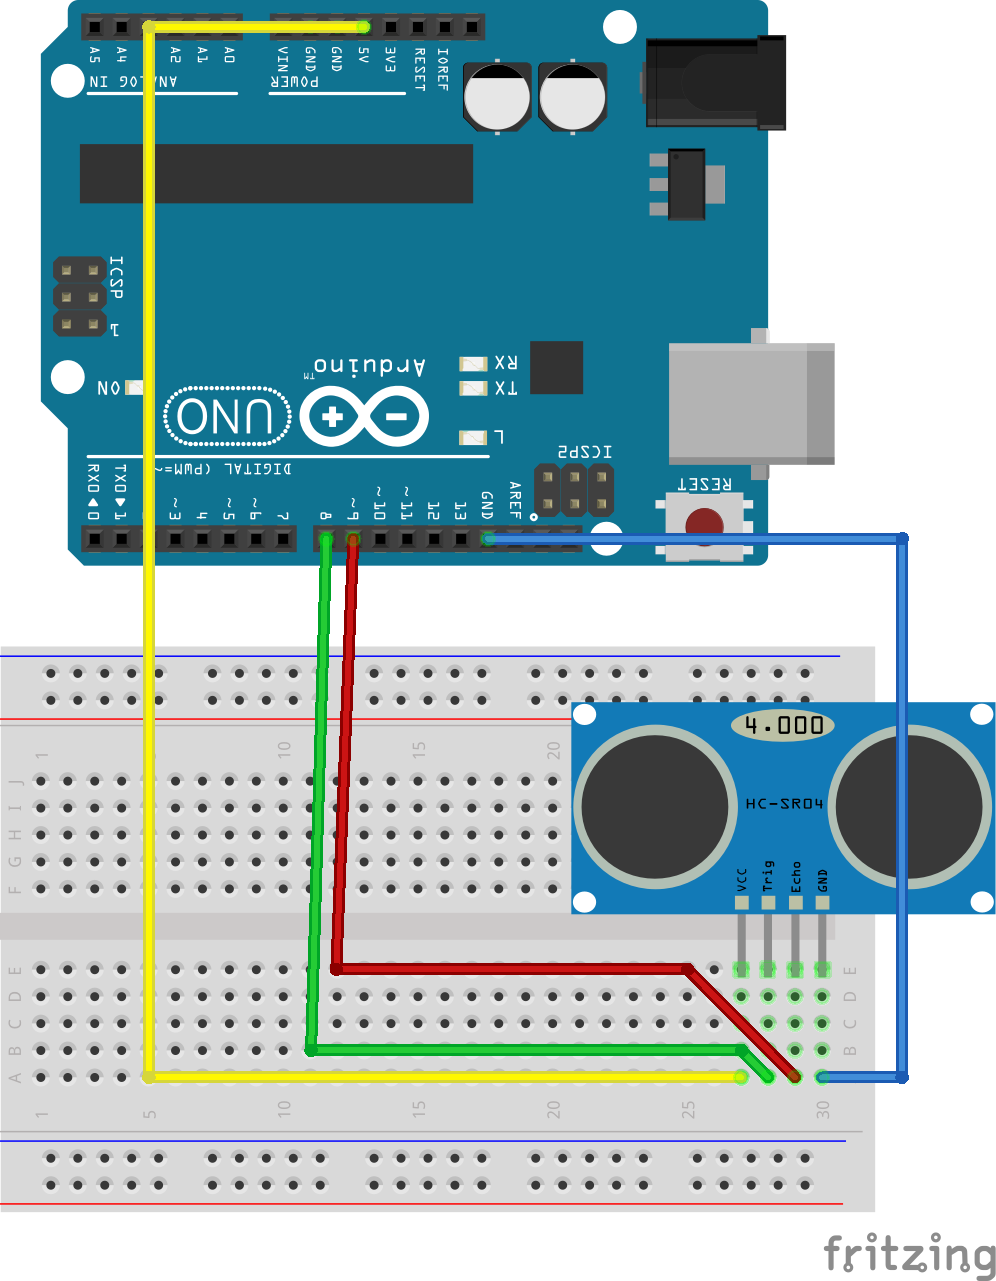 A5 A4 A2 A1 A0 VIN GND GND 5V 3V3 RESET IOREF
ANALOG IN POWER
ICSP
1
Arduino
TM
ON UNO
RX
TX
L
DIGITAL (PWM=~)
ICSP2
RESET
RX0◄0 TX0►1 ~3 4 ~5 ~6 7 8 ~9 ~10 ~11 12 13 GND AREF
4.000
HC-SR04
VCC Trig Echo GND
1 10 15 20
J
I
H
G
F
E E
D D
C C
B B
A A
1 5 10 15 20 25 30
fritzing